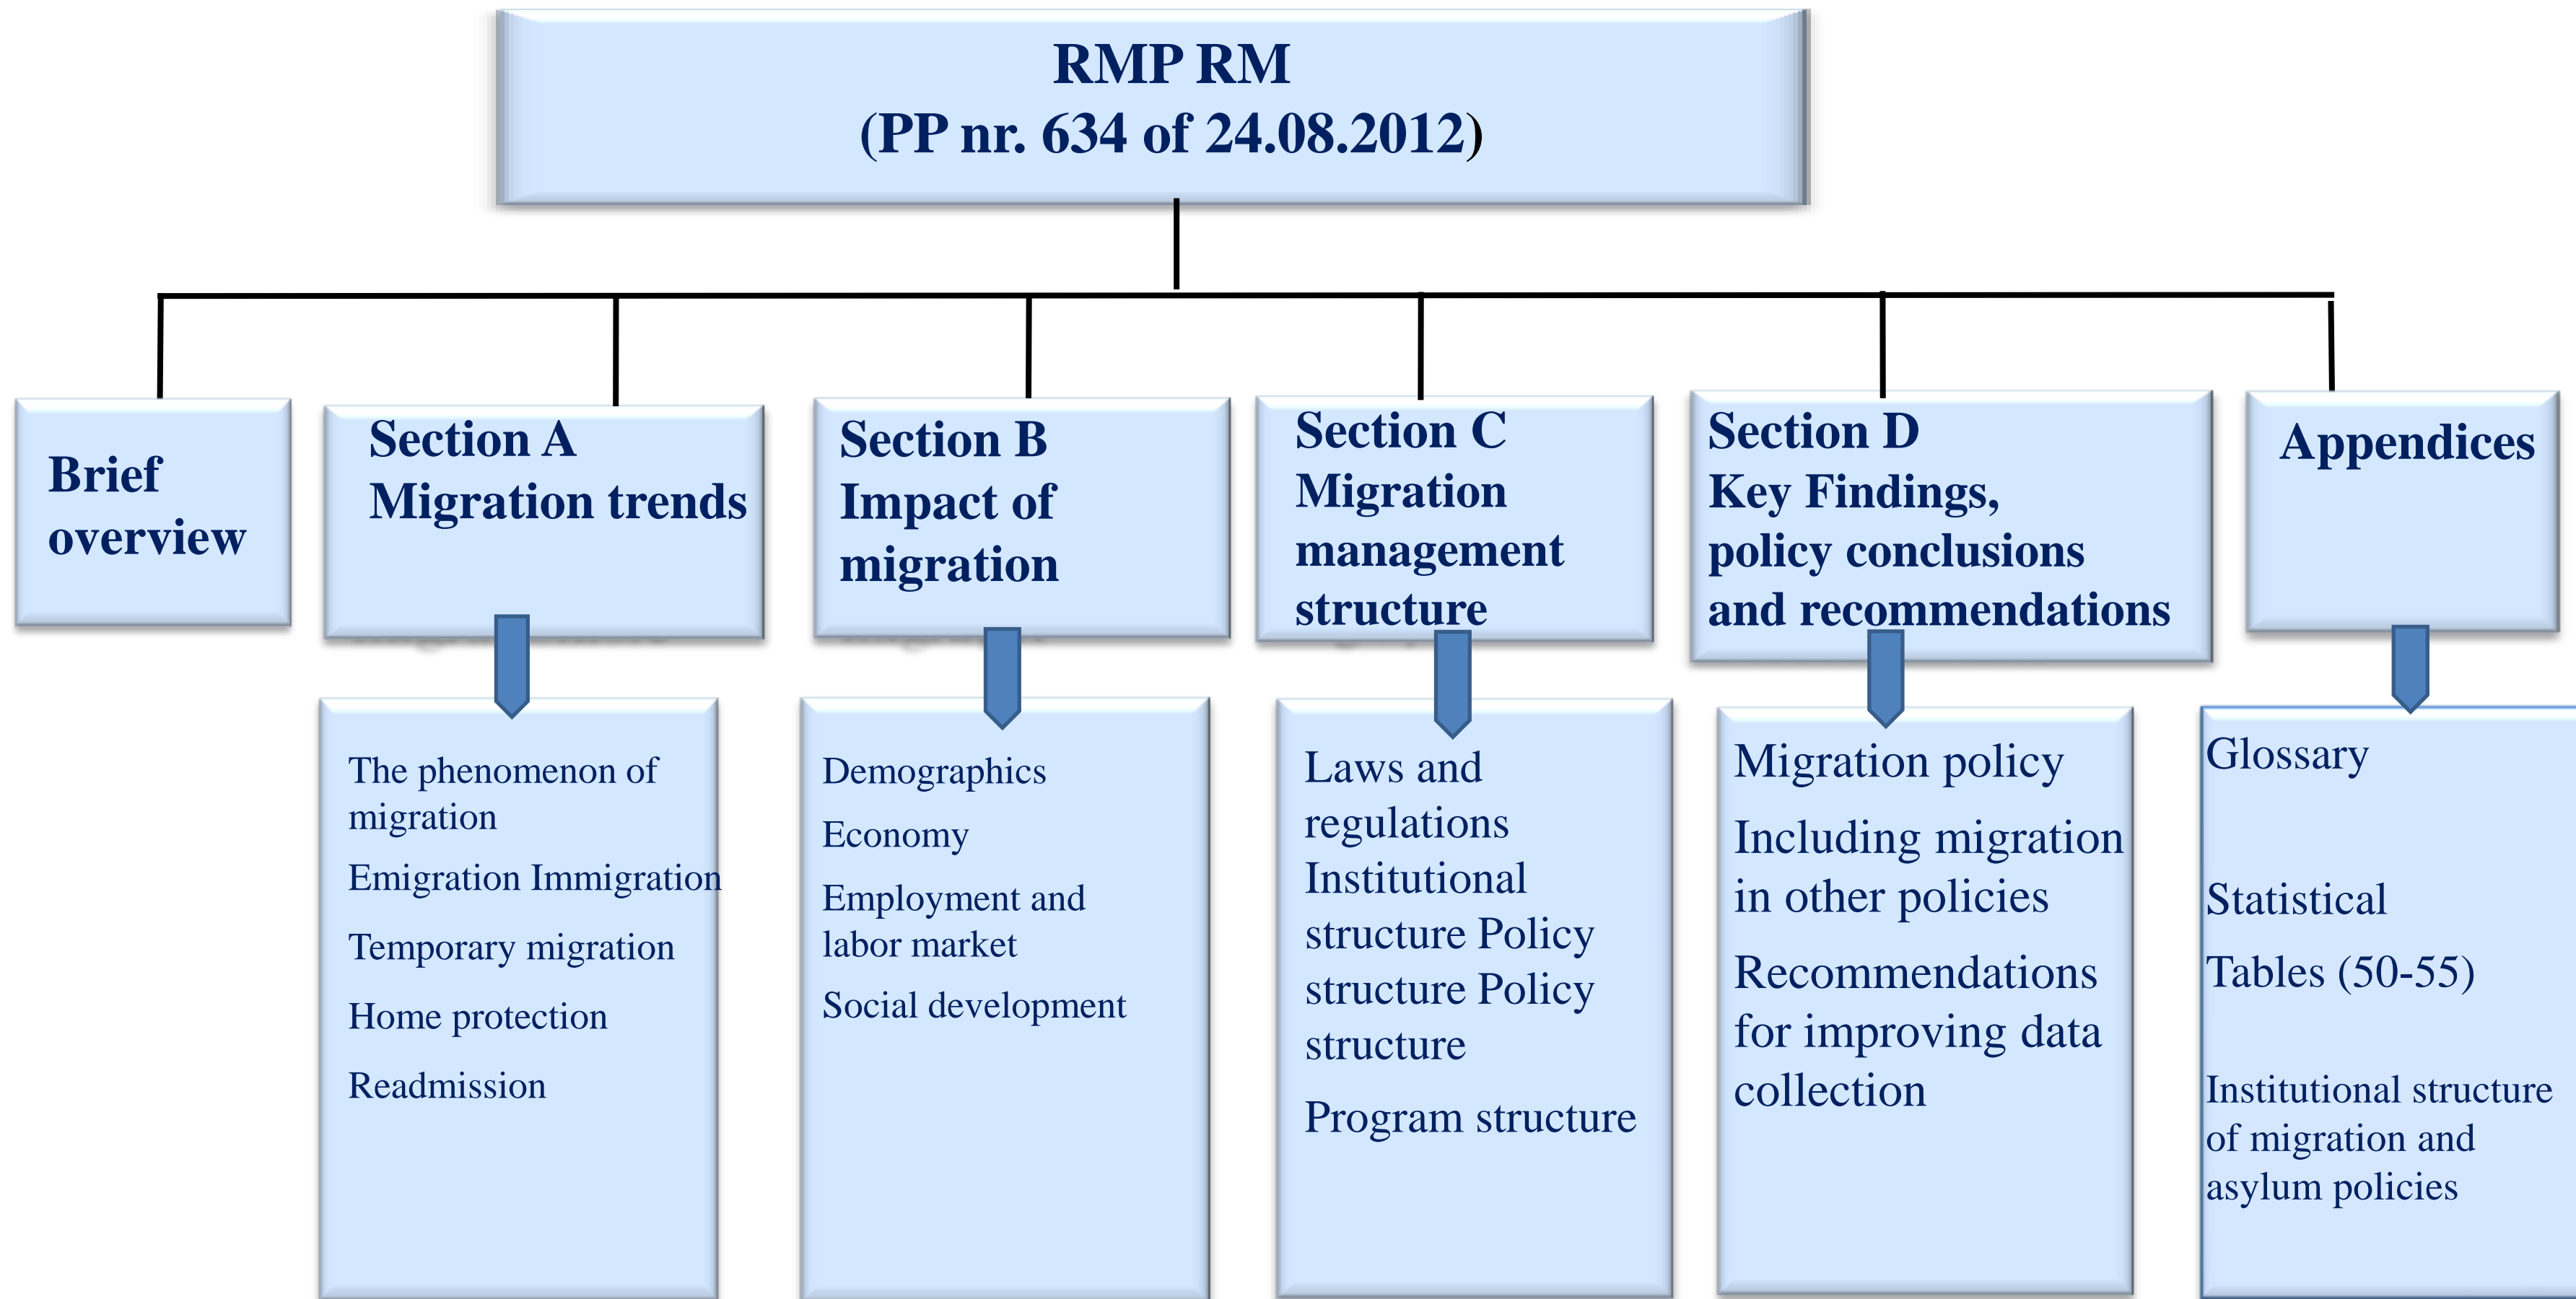 RMP RM
(PP nr. 634 of 24.08.2012)
Brief
overview
Section A
Migration trends
Section B
Impact of
migration
Section C
Migration
management
structure
Section D
Key Findings,
policy conclusions
and recommendations
Appendices
The phenomenon of
migration
Emigration Immigration
Temporary migration
Home protection
Readmission
Demographics
Economy
Employment and
labor market
Social development
Laws and
regulations
Institutional
structure Policy
structure Policy
structure
Program structure
Migration policy
Including migration
in other policies
Recommendations
for improving data
collection
Glossary
Statistical
Tables (50-55)
Institutional structure
of migration and
asylum policies